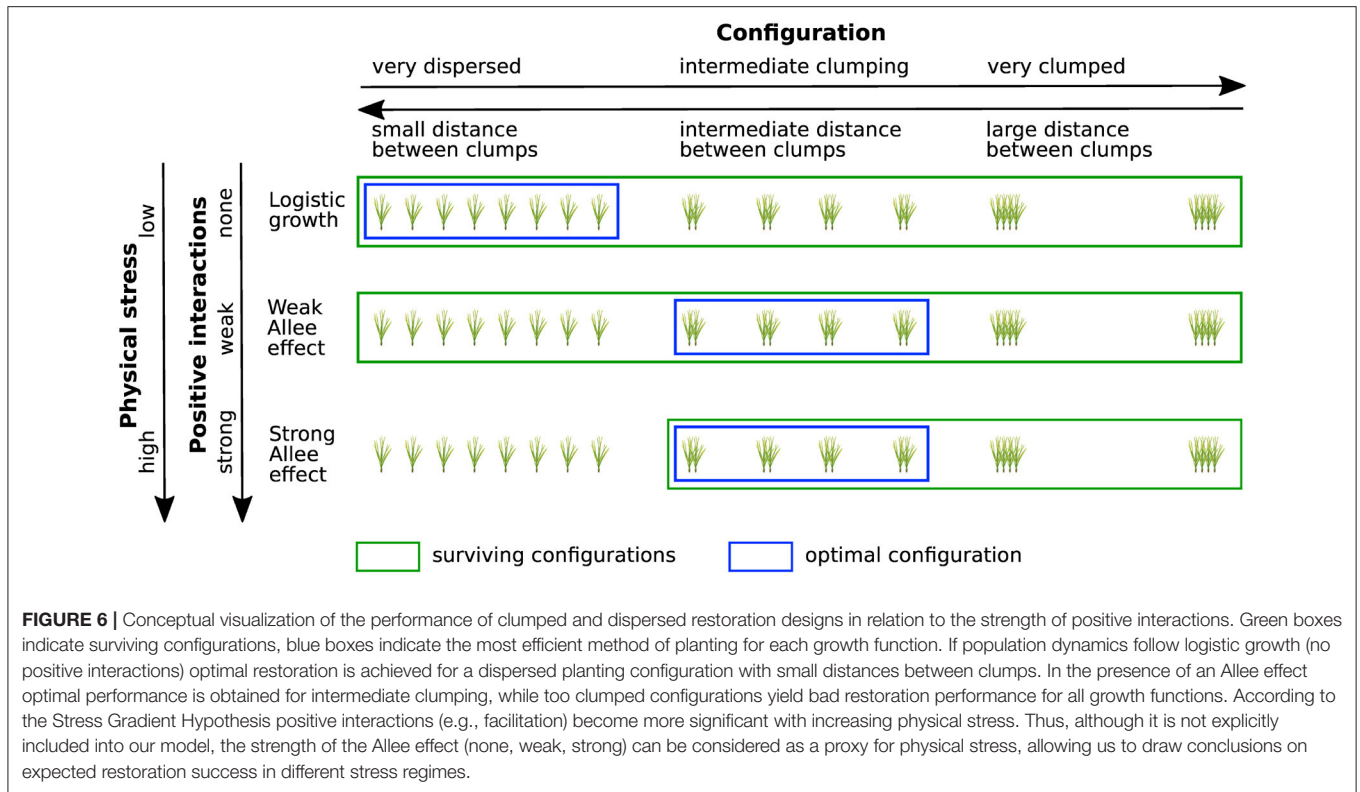 Configuration
very dispersed intermediate clumping very clumped
small distance intermediate distance large distance
between clumps between clumps between clumps
Physical stress
low
high
Positive interactions
none
weak
strong
Logistic
growth
Weak
Allee
effect
Strong
Allee
effect
surviving configurations optimal configuration
FIGURE 6 | Conceptual visualization of the performance of clumped and dispersed restoration designs in relation to the strength of positive interactions. Green boxes
indicate surviving configurations, blue boxes indicate the most efficient method of planting for each growth function. If population dynamics follow logistic growth (no
positive interactions) optimal restoration is achieved for a dispersed planting configuration with small distances between clumps. In the presence of an Allee effect
optimal performance is obtained for intermediate clumping, while too clumped configurations yield bad restoration performance for all growth functions. According to
the Stress Gradient Hypothesis positive interactions (e.g., facilitation) become more significant with increasing physical stress. Thus, although it is not explicitly
included into our model, the strength of the Allee effect (none, weak, strong) can be considered as a proxy for physical stress, allowing us to draw conclusions on
expected restoration success in different stress regimes.